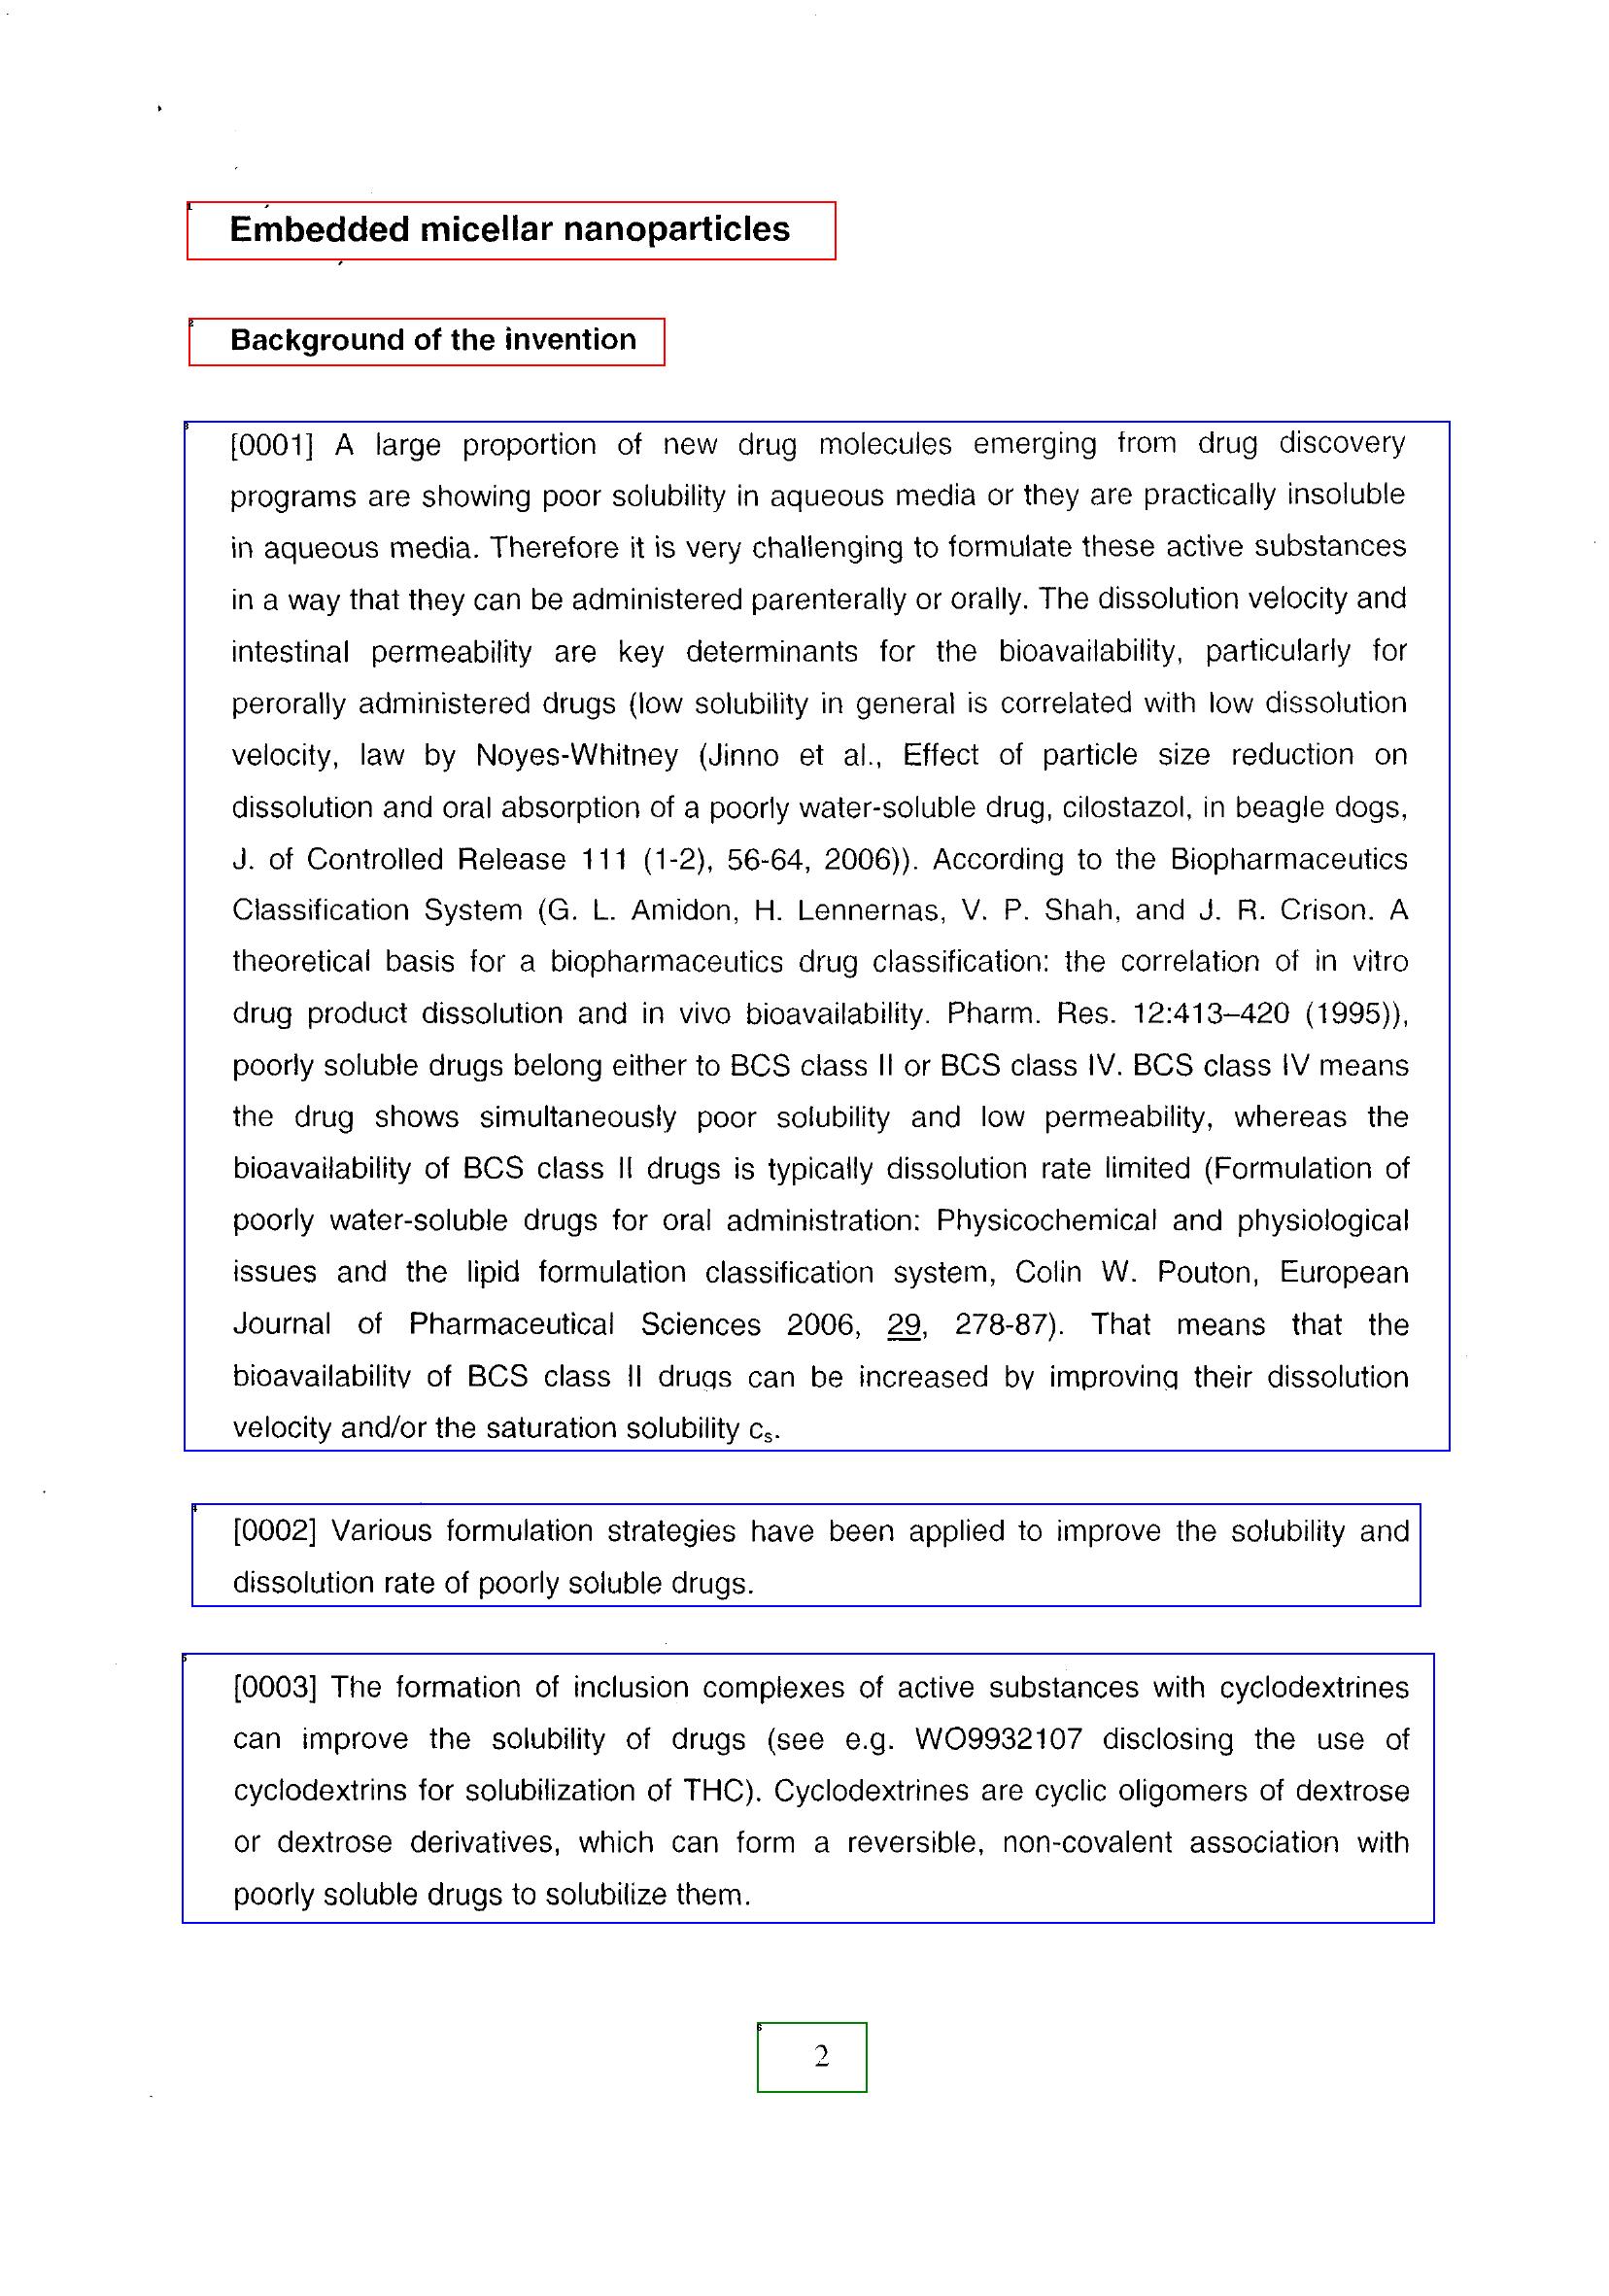 Embedded micellar nanoparticles
Background of the invention
[0001] A large proportion of new drug molecules emerging from drug discovery
programs are showing poor solubility in aqueous media or they are practically insoluble
in aqueous media. Therefore it is very challenging to formulate these active substances
in a way that they can be administered parenterally or orally. The dissolution velocity and
intestinal permeability are key determinants for the bioavailability, particularly for
perorally administered drugs (low solubility in general is correlated with low dissolution
velocity, law by Noyes-Whitney (Jinno et al., Effect of particle size reduction on
dissolution and oral absorption of a poorly water-soluble drug, cilostazol, in beagle dogs,
J. of Controlled Release 111 (1-2), 56-64, 2006)). According to the Biopharmaceutics
Classification System (G. L. Amidon, H. Lennernas, V. P. Shah, and J. R. Crison. A
theoretical basis for a biopharmaceutics drug classification: the correlation of in vitro
drug product dissolution and in vivo bioavailability. Pharm. Res. 12:413–420 (1995)),
poorly soluble drugs belong either to BCS class II or BCS class IV. BCS class IV means
the drug shows simultaneously poor solubility and low permeability, whereas the
bioavailability of BCS class II drugs is typically dissolution rate limited (Formulation of
poorly water-soluble drugs for oral administration: Physicochemical and physiological
issues and the lipid formulation classification system, Colin W. Pouton, European
Journal of Pharmaceutical Sciences 2006, 29, 278-87). That means that the
bioavailability of BCS class II drugs can be increased by improving their dissolution
velocity and/or the saturation solubility cs.
[0002] Various formulation strategies have been applied to improve the solubility and
dissolution rate of poorly soluble drugs.
[0003] The formation of inclusion complexes of active substances with cyclodextrines
can improve the solubility of drugs (see e.g. WO9932107 disclosing the use of
cyclodextrins for solubilization of THC). Cyclodextrines are cyclic oligomers of dextrose
or dextrose derivatives, which can form a reversible, non-covalent association with
poorly soluble drugs to solubilize them.
2